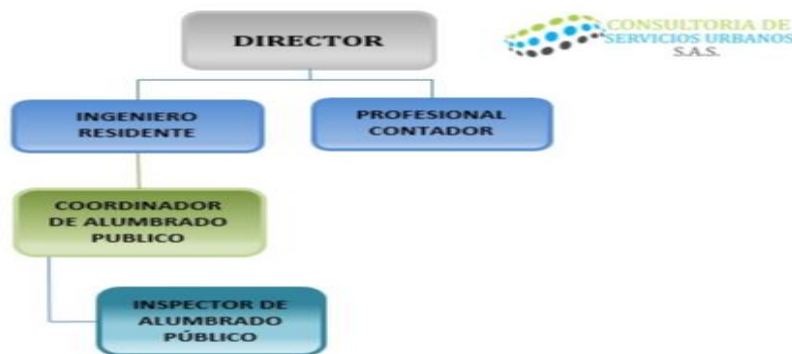 DIRECTOR
CONSULTORIA DE
SERVICIOS URBANOS
S.A.S.
INGENIERO
RESIDENTE
PROFESIONAL
CONTADOR
COORDINADOR
DE ALUMBRADO
PUBLICO
INSPECTOR DE
ALUMBRADO
PÚBLICO